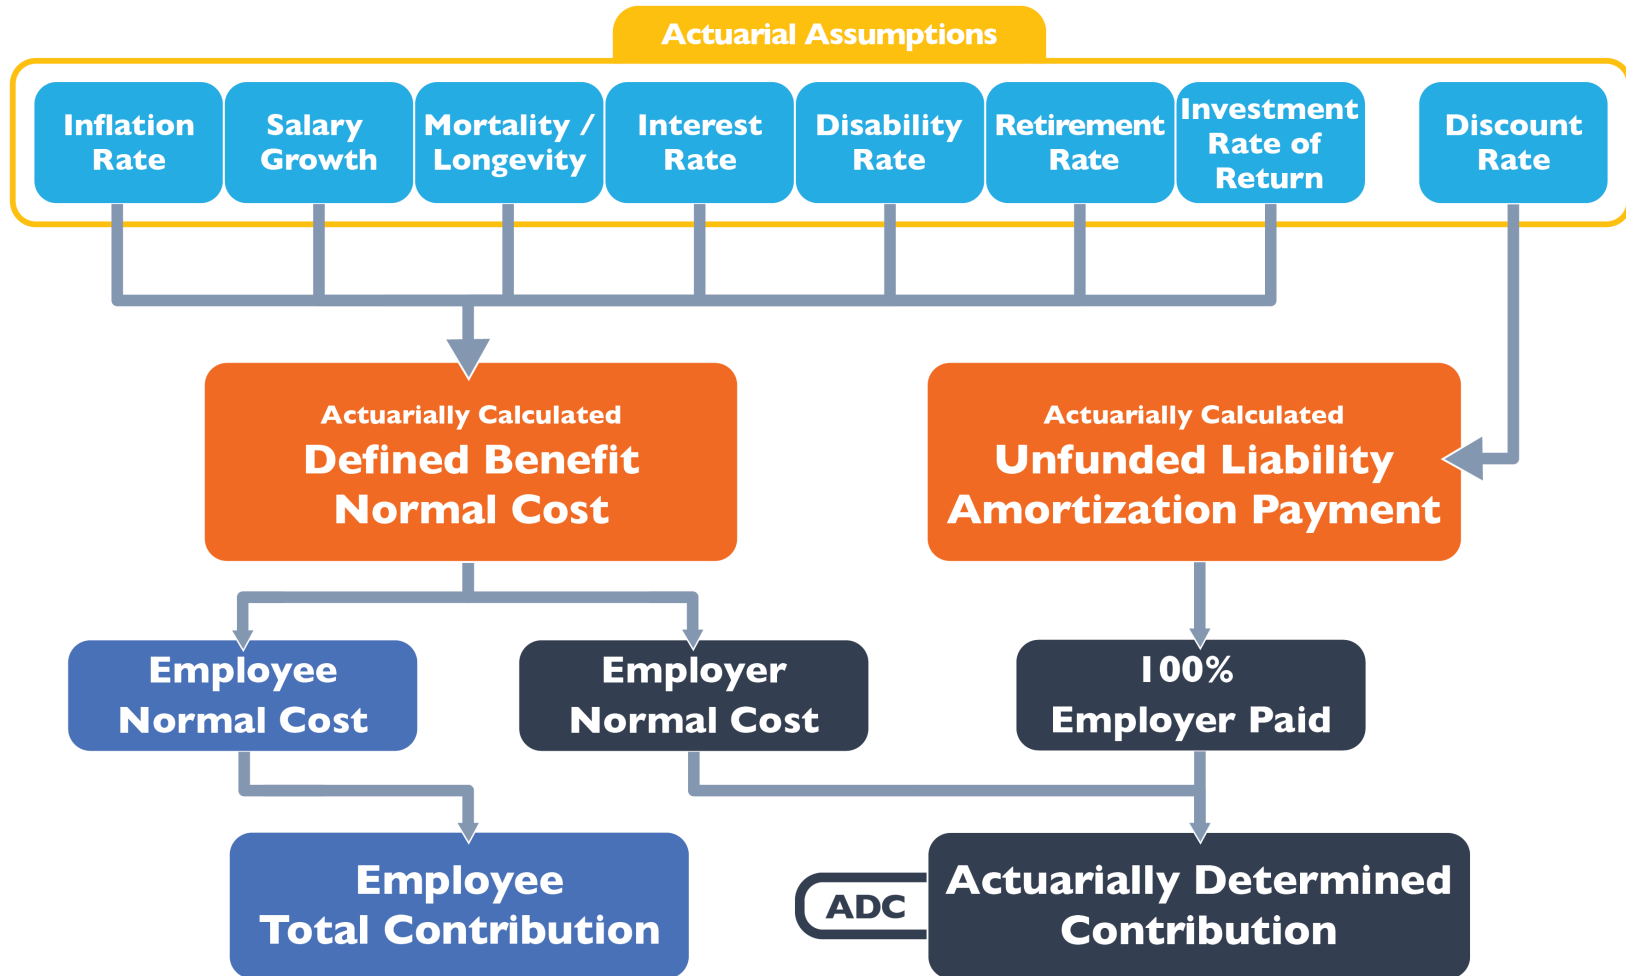 Actuarial Assumptions
Inflation
Rate
Salary
Growth
Mortality /
Longevity
Interest
Rate
Disability
Rate
Retirement
Rate
Investment
Rate of
Return
Discount
Rate
Actuarially Calculated
Defined Benefit
Normal Cost
Actuarially Calculated
Unfunded Liability
Amortization Payment
Employee
Normal Cost
Employer
Normal Cost
100%
Employer Paid
Employee
Total Contribution
ADC
Actuarially Determined
Contribution